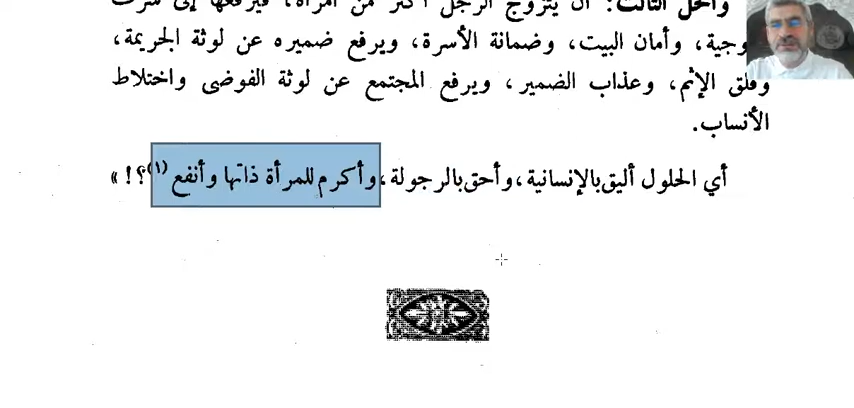 والحل الثالث: أن يتزوج الرجل أكثر من امرأة، فيرفعها إلى شرف
وجية، وأمان البيت، وضمانة الأسرة، ويرفع ضميره عن لوثة الجريمة،
وقلق الإثم، وعذاب الضمير، ويرفع المجتمع عن لوثة الفوضى واختلاط
الأنساب.
أي الحلول أليق بالإنسانية، وأحق بالرجولة، وأكرم للمرأة ذاتها وأنفع (١)؟! »